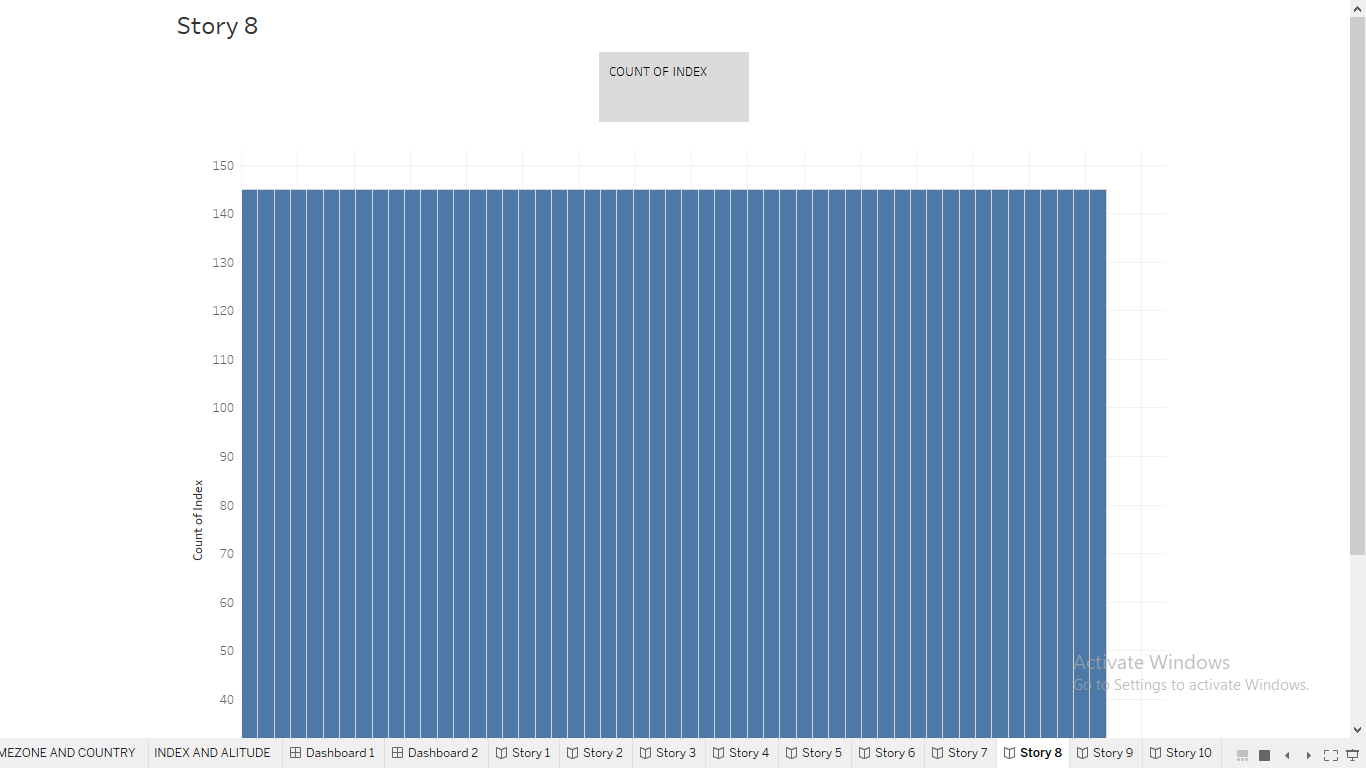 Story 8
COUNT OF INDEX
150
140
130
120
110
100
90
80
70
60
50
40
Count of Index
Activate Windows
Go to Settings to activate Windows.
MEZONE AND COUNTRY
INDEX AND ALITUDE
Dashboard 1
Dashboard 2
Story 1
Story 2
Story 3
Story 4
Story 5
Story 6
Story 7
Story 8
Story 9
Story 10